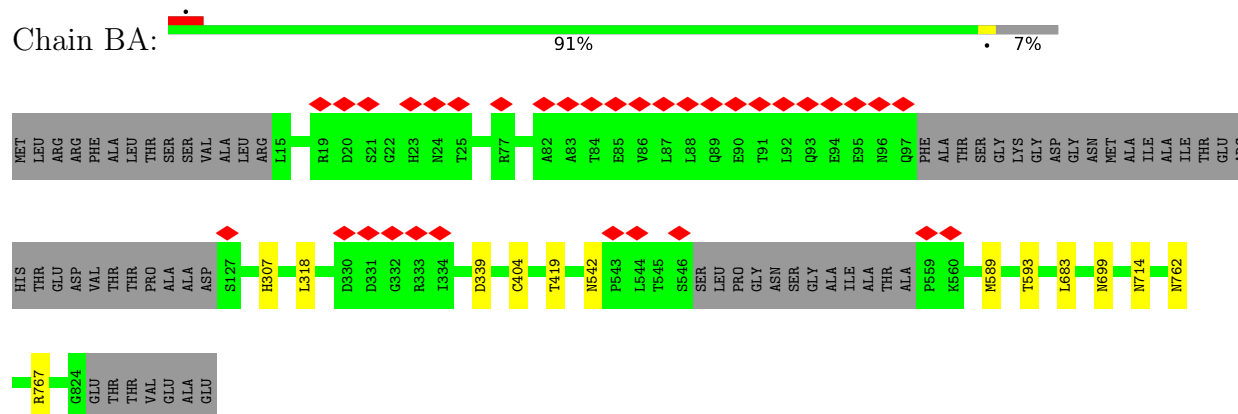 Chain BA:
91%
7%
MET LEU ARG ARG PHE ALA LEU THR SER SER VAL ALA LEU ARG L15 R19 D20 S21 G22 H23 N24 T25 R77 A82 A83 T84 E85 V86 L87 L88 Q89 E90 T91 L92 Q93 E94 E95 N96 Q97 PHE ALA THR SER GLY LYS GLY ASP GLY ASN MET ALA ILE ALA ILE THR GLU
HIS THR GLU ASP VAL THR THR PRO ALA ALA ASP S127 H307 L318 D330 D331 G332 R333 I334 D339 C404 T419 N542 P543 L544 T545 S546 SER LEU PRO GLY ASN SER GLY ALA ILE ALA THR ALA P559 K560 M589 T593 L683 N699 N714 N762
R767 G824 GLU THR THR VAL GLU ALA GLU